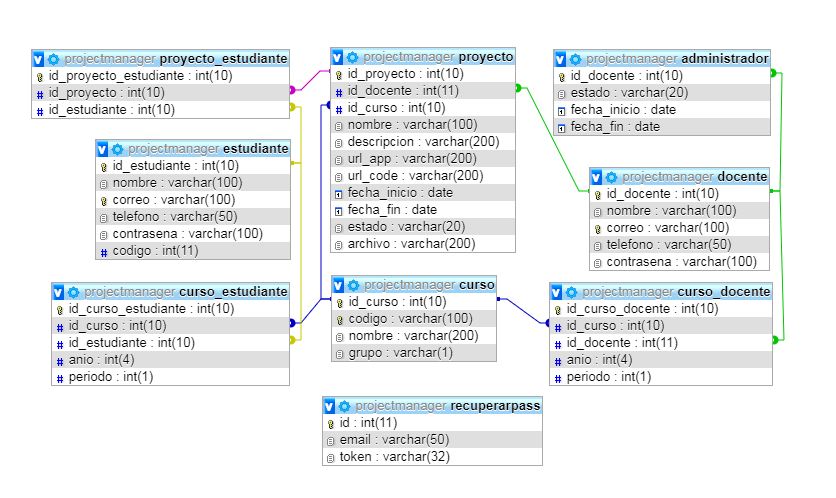 projectmanager proyecto_estudiante
id_proyecto_estudiante : int(10)
id_proyecto : int(10)
id_estudiante : int(10)
projectmanager proyecto
id_proyecto : int(10)
id_docente : int(11)
id_curso : int(10)
nombre : varchar(100)
descripcion : varchar(200)
url_app : varchar(200)
url_code : varchar(200)
fecha_inicio : date
fecha_fin : date
estado : varchar(20)
archivo : varchar(200)
projectmanager administrador
id_docente : int(10)
estado : varchar(20)
fecha_inicio : date
fecha_fin : date
projectmanager estudiante
id_estudiante : int(10)
nombre : varchar(100)
correo : varchar(100)
telefono : varchar(50)
contrasena : varchar(100)
codigo : int(11)
projectmanager docente
id_docente : int(10)
nombre : varchar(100)
correo : varchar(100)
telefono : varchar(50)
contrasena : varchar(100)
projectmanager curso_estudiante
id_curso_estudiante : int(10)
id_curso : int(10)
id_estudiante : int(10)
anio : int(4)
periodo : int(1)
projectmanager curso
id_curso : int(10)
codigo : varchar(100)
nombre : varchar(200)
grupo : varchar(1)
projectmanager curso_docente
id_curso_docente : int(10)
id_curso : int(10)
id_docente : int(11)
anio : int(4)
periodo : int(1)
projectmanager recuperarpass
id : int(11)
email : varchar(50)
token : varchar(32)